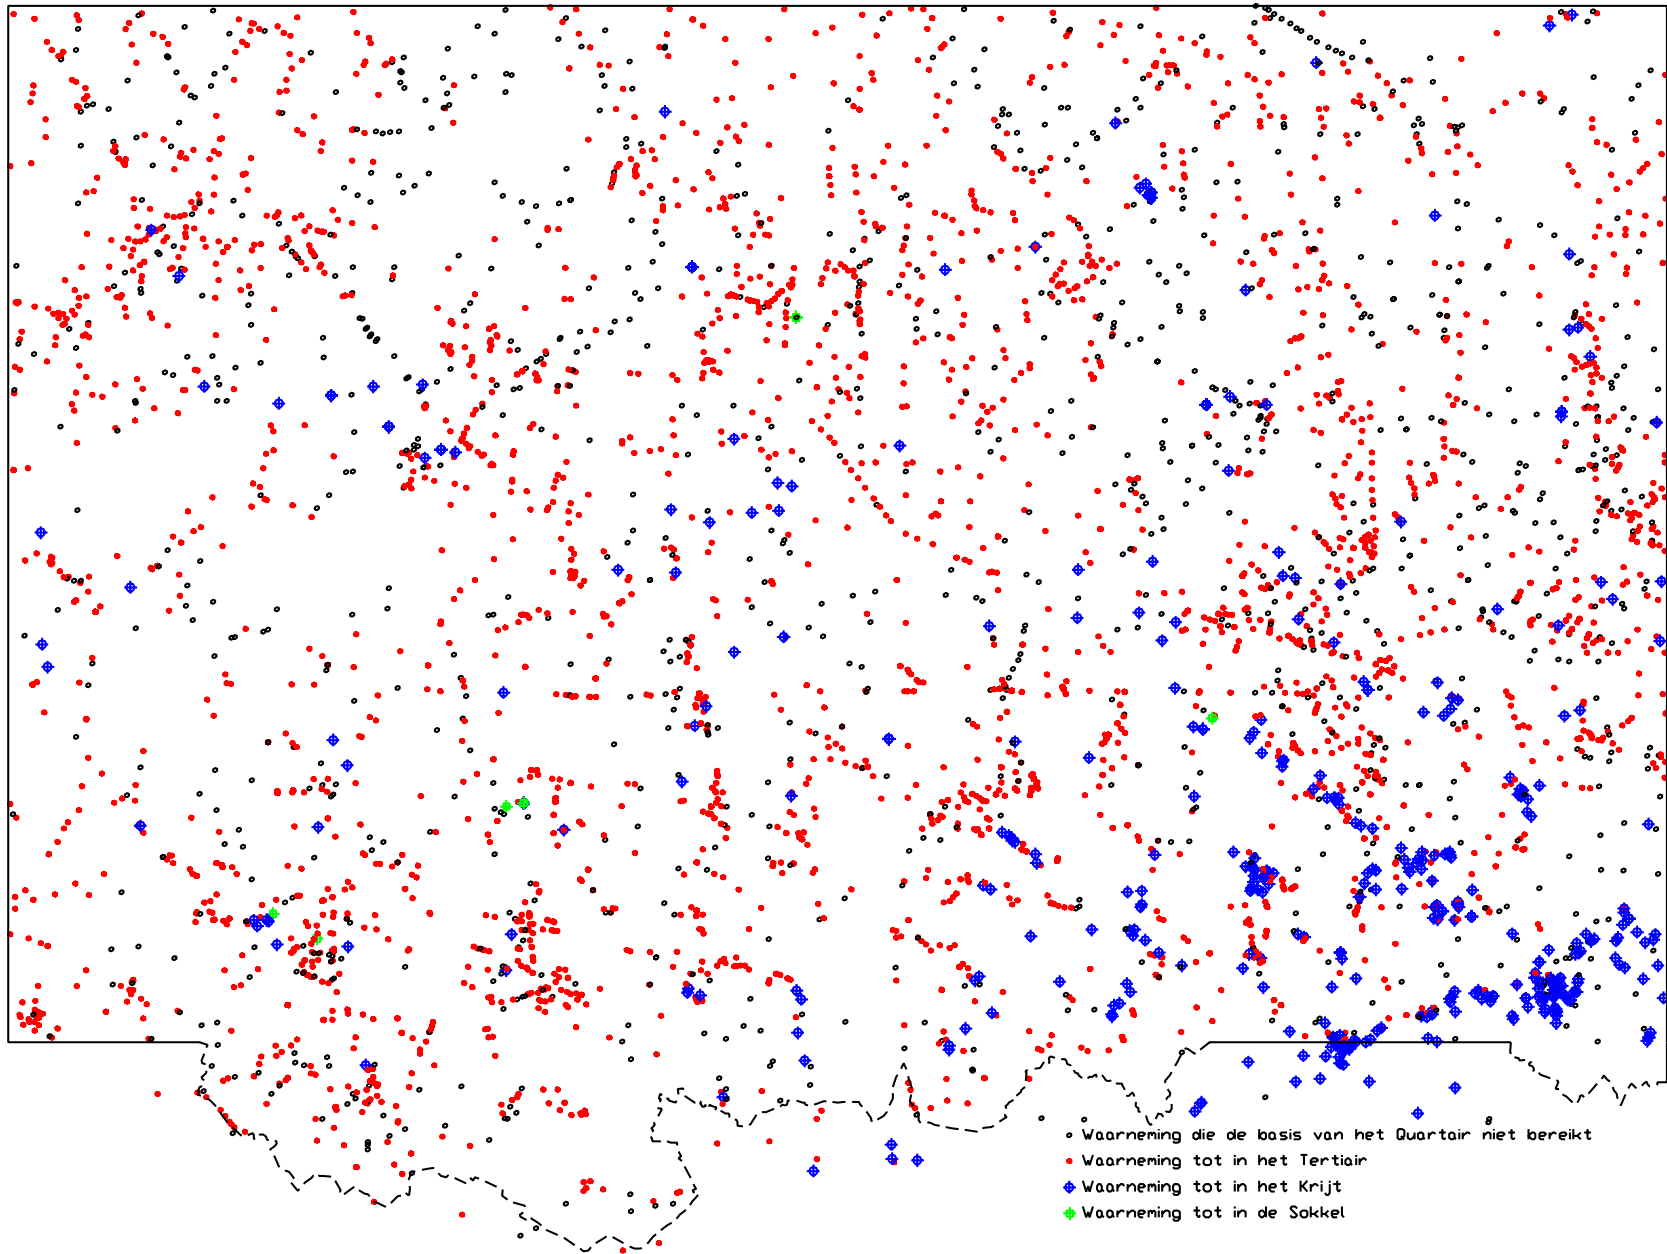 Waarneming die de basis van het Quartair niet bereikt
Waarneming tot in het Tertiair
Waarneming tot in het Krijt
Waarneming tot in de Sokkel